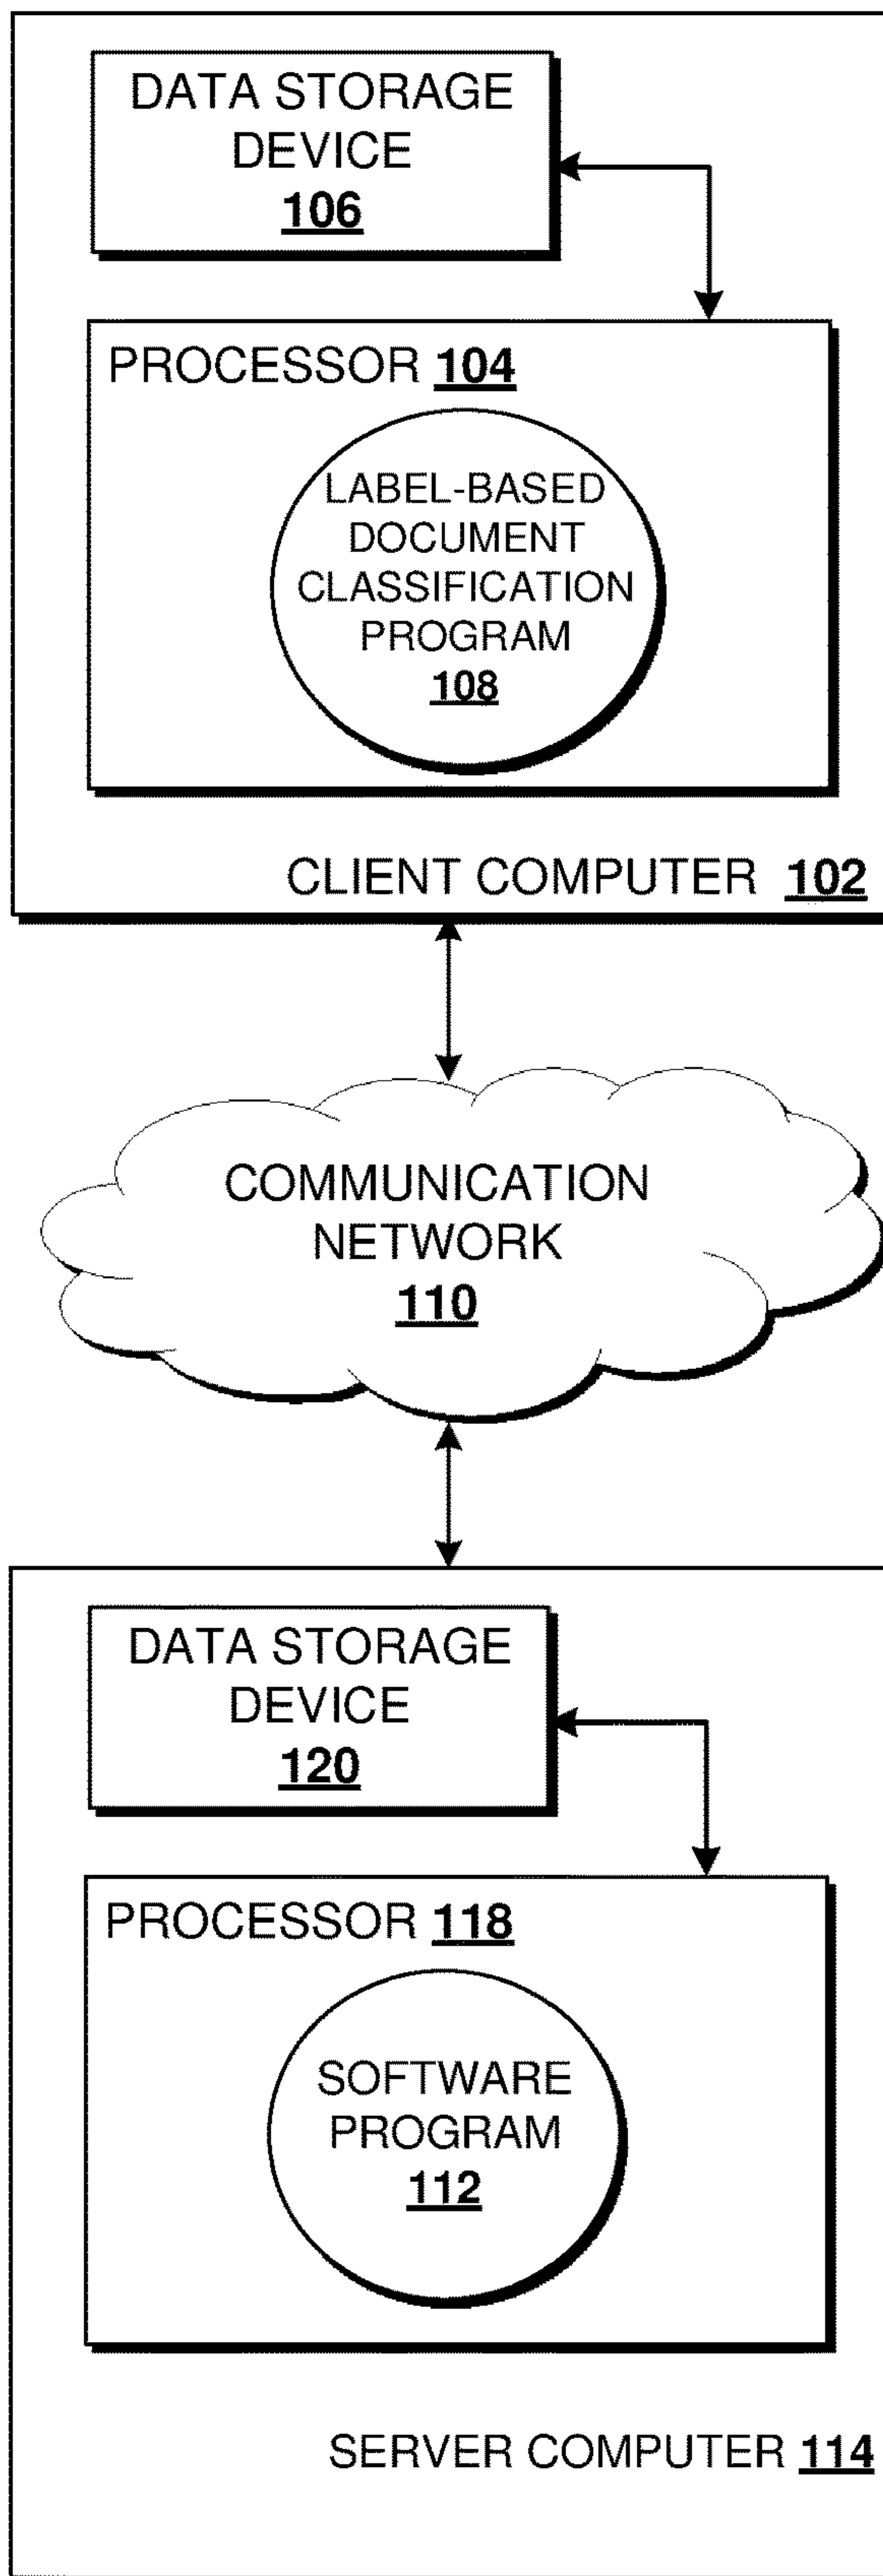 DATA STORAGE
DEVICE
106
PROCESSOR 104
LABEL-BASED
DOCUMENT
CLASSIFICATION
PROGRAM
108
CLIENT COMPUTER 102
COMMUNICATION
NETWORK
110
DATA STORAGE
DEVICE
120
PROCESSOR 118
SOFTWARE
PROGRAM
112
SERVER COMPUTER 114